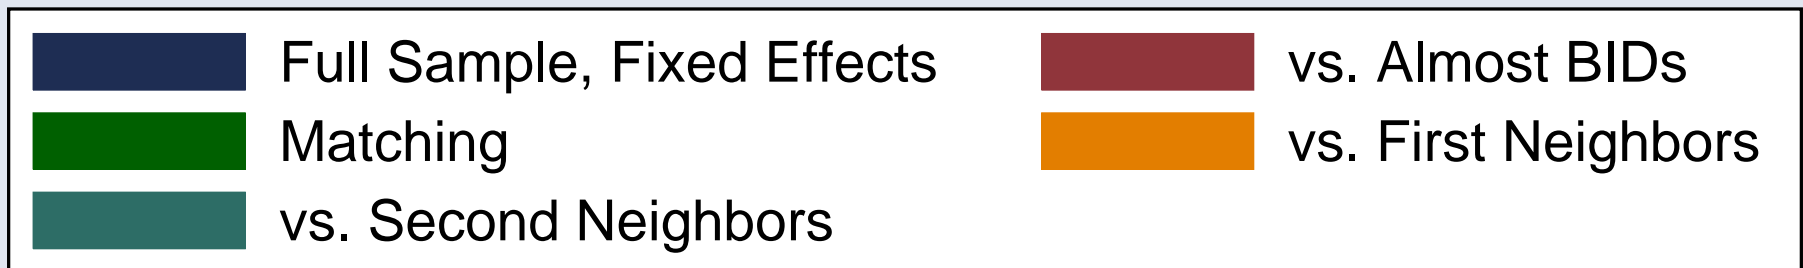 Full Sample, Fixed Effects
vs. Almost BIDs
Matching
vs. First Neighbors
vs. Second Neighbors